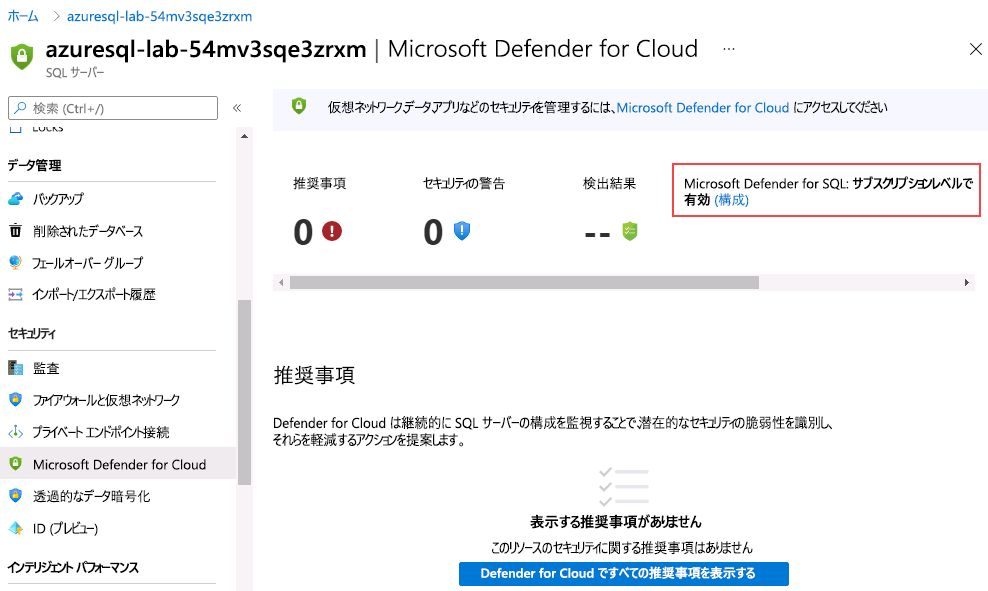 ホーム > azuresql-lab-54mv3sqe3zrxm
azuresql-lab-54mv3sqe3zrxm | Microsoft Defender for Cloud ...
SQL サーバー
検索 (Ctrl+/)
«
Locks
データ管理
バックアップ
削除されたデータベース
フェールオーバー グループ
インポート/エクスポート履歴
セキュリティ
監査
ファイアウォールと仮想ネットワーク
プライベート エンドポイント接続
Microsoft Defender for Cloud
透過的なデータ暗号化
ID (プレビュー)
インテリジェント パフォーマンス
仮想ネットワークデータアプリなどのセキュリティを管理するには、Microsoft Defender for Cloud にアクセスしてください
推奨事項
0
セキュリティの警告
0
検出結果
--
Microsoft Defender for SQL: サブスクリプションレベルで
有効 (構成)
推奨事項
Defender for Cloud は継続的に SQL サーバーの構成を監視することで、潜在的なセキュリティの脆弱性を識別し、
それらを軽減するアクションを提案します。
表示する推奨事項がありません
このリソースのセキュリティに関する推奨事項はありません
Defender for Cloud ですべての推奨事項を表示する